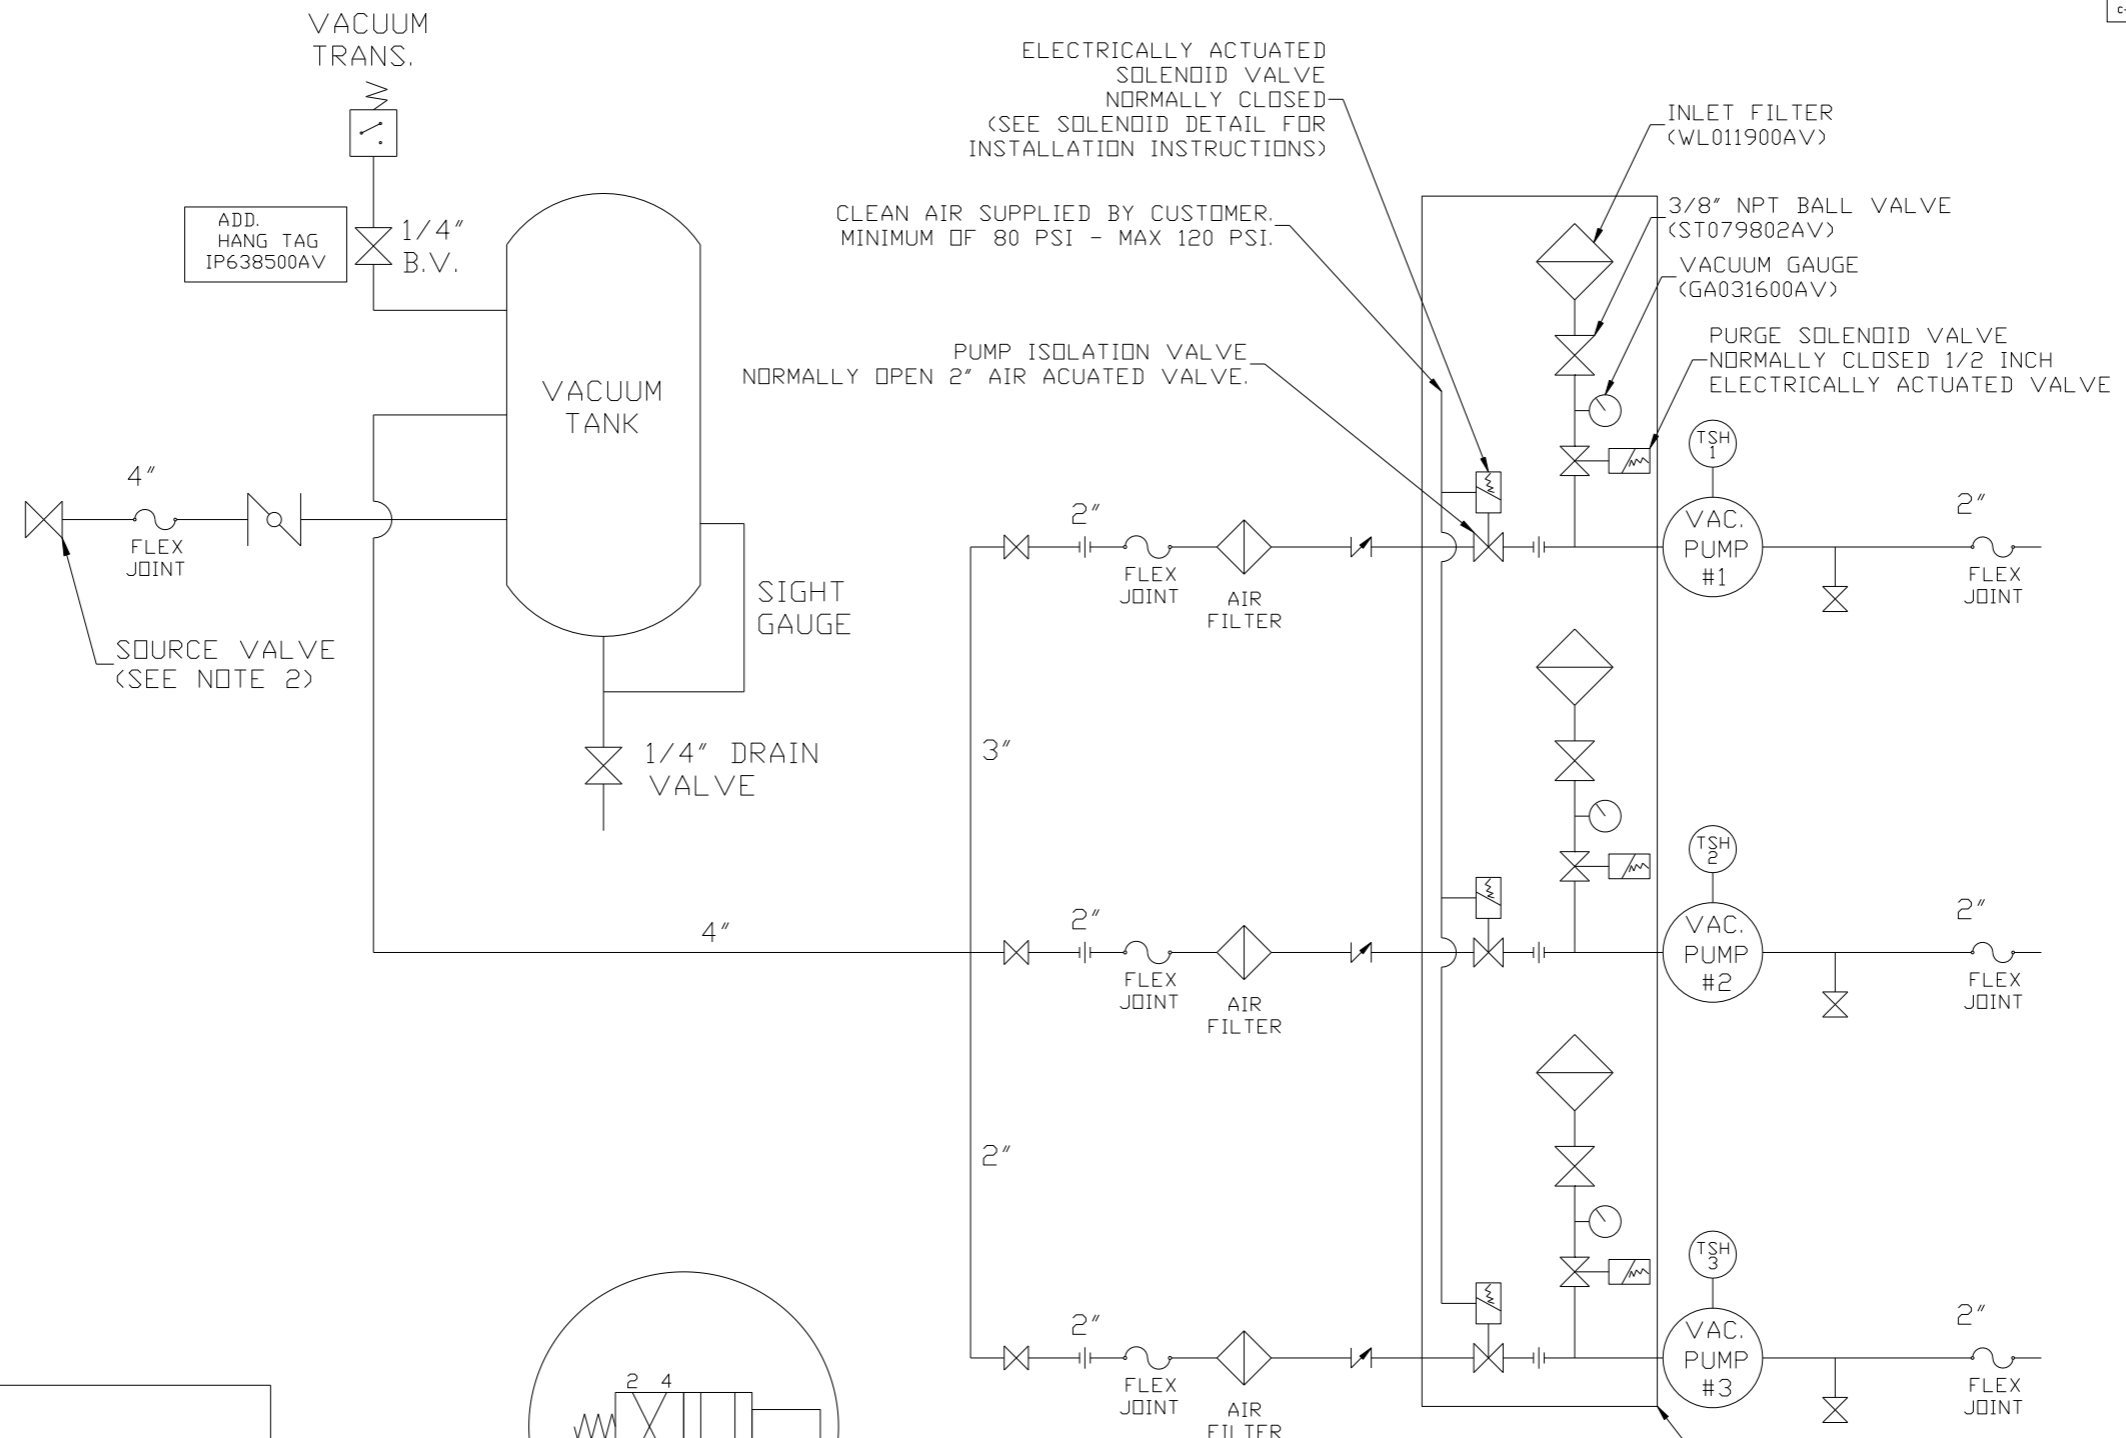 VACUUM
TRANS.
ADD.
HANG TAG
IP638500AV
1/4"
B.V.
VACUUM
TANK
4"
FLEX
JOINT
SOURCE VALVE
(SEE NOTE 2)
SIGHT
GAUGE
1/4" DRAIN
VALVE
4"
3"
2"
ELECTRICALLY ACTUATED
SOLENOID VALVE
NORMALLY CLOSED
(SEE SOLENOID DETAIL FOR
INSTALLATION INSTRUCTIONS)
CLEAN AIR SUPPLIED BY CUSTOMER.
MINIMUM OF 80 PSI - MAX 120 PSI.
PUMP ISOLATION VALVE
NORMALLY OPEN 2" AIR ACUATED VALVE.
INLET FILTER
(WL011900AV)
3/8" NPT BALL VALVE
(ST079802AV)
VACUUM GAUGE
(GA031600AV)
PURGE SOLENOID VALVE
NORMALLY CLOSED 1/2 INCH
ELECTRICALLY ACTUATED VALVE
2"
FLEX
JOINT
AIR
FILTER
TSH
1
VAC.
PUMP
#1
2"
FLEX
JOINT
2"
FLEX
JOINT
AIR
FILTER
TSH
2
VAC.
PUMP
#2
2"
FLEX
JOINT
2"
FLEX
JOINT
AIR
FILTER
TSH
3
VAC.
PUMP
#3
2"
FLEX
JOINT
2 4